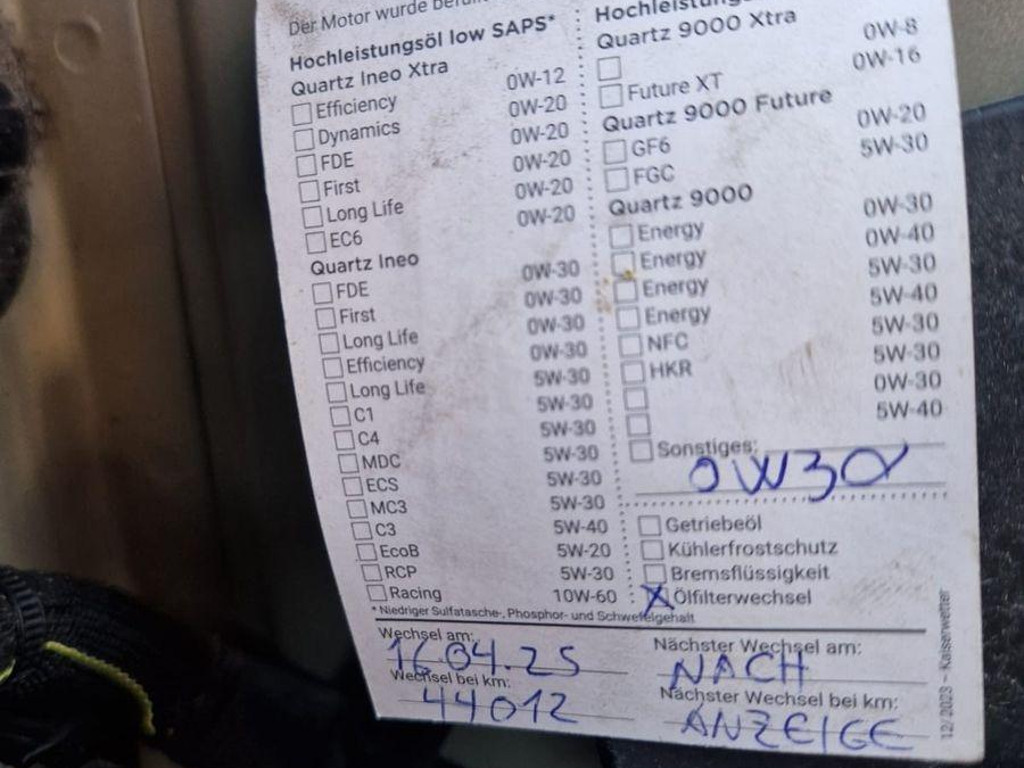 Der Motor wurde
Hochleistungsöl low SAPS*
Quartz Ineo Xtra
Efficiency 0W-12
Dynamics 0W-20
FDE 0W-20
First 0W-20
Long Life 0W-20
EC6 0W-20
Quartz Ineo
FDE 0W-30
First 0W-30
Long Life 0W-30
Efficiency 0W-30
Long Life 5W-30
C1 5W-30
C4 5W-30
MDC 5W-30
ECS 5W-30
MC3 5W-30
C3 5W-40
EcoB 5W-20
RCP 5W-30
Racing 10W-60
* Niedriger Sulfatasche-, Phosphor- und Schwefelgehalt
Quartz 9000 Xtra
0W-8
Future XT 0W-16
Quartz 9000 Future
GF6 0W-20
FGC 5W-30
Quartz 9000
Energy 0W-30
Energy 0W-40
Energy 5W-30
Energy 5W-40
NFC 5W-30
HKR 5W-30
0W-30
5W-40
Sonstiges:
0W30
Getriebeöl
Kühlerfrostschutz
Bremsflüssigkeit
X Ölfilterwechsel
Wechsel am:
16.04.25
Wechsel bei km:
44012
Nächster Wechsel am:
NACH
Nächster Wechsel bei km:
ANZEIGE
12/2023 – Kaiserwetter